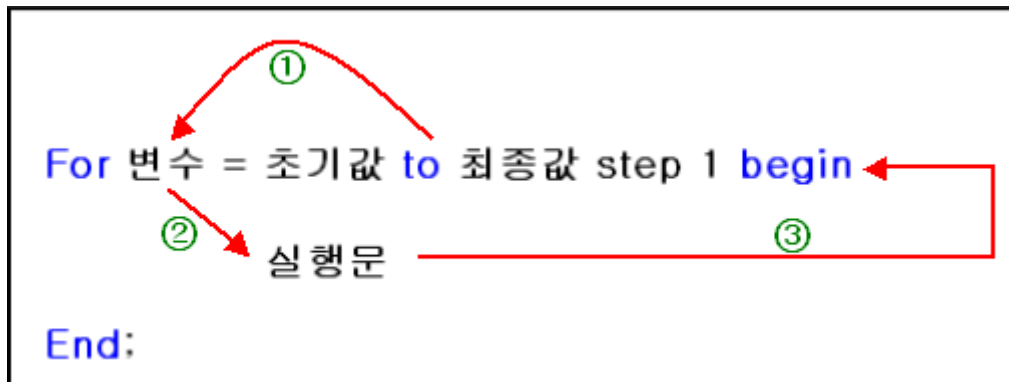 ①
For 변수 = 초기값 to 최종값 step 1 begin
② ③
실행문
End;